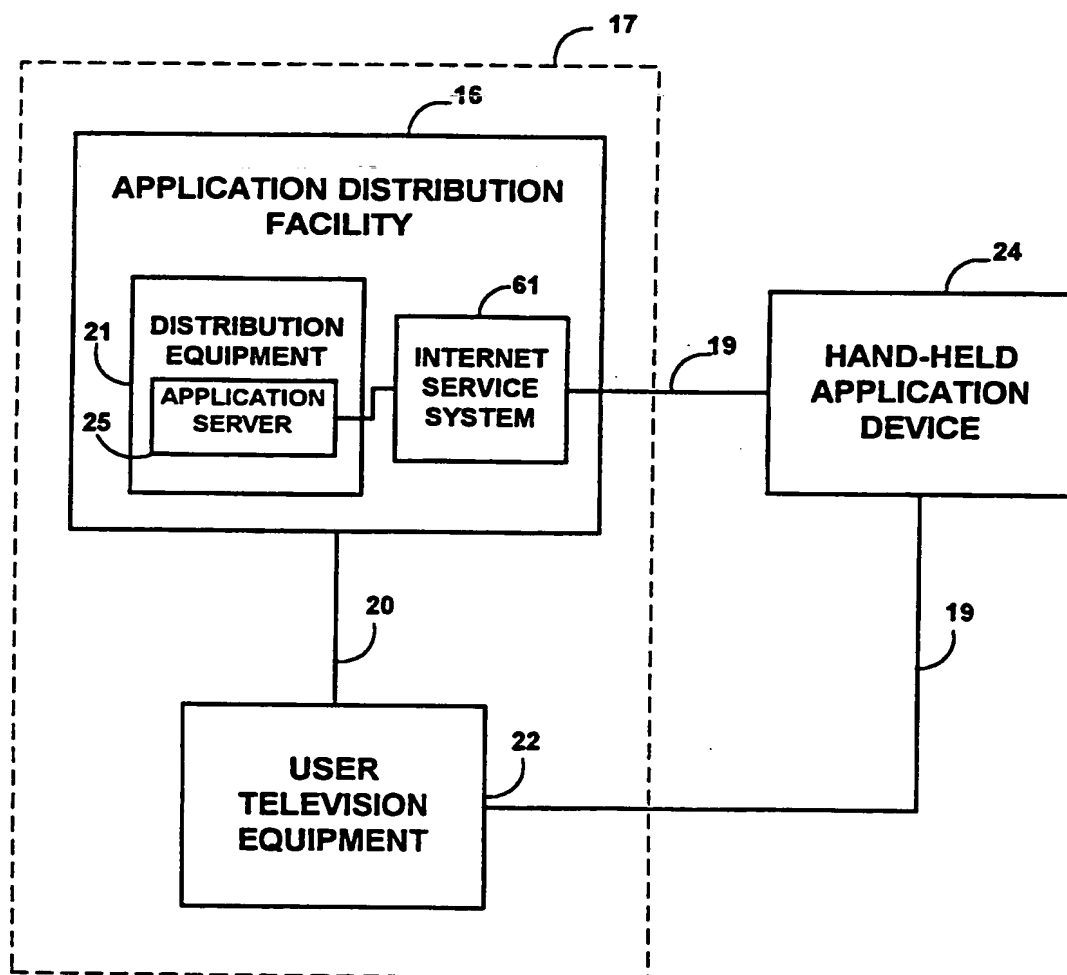 17
16
APPLICATION DISTRIBUTION
FACILITY
24
61
21
DISTRIBUTION
EQUIPMENT
INTERNET
SERVICE
SYSTEM
19
HAND-HELD
APPLICATION
DEVICE
APPLICATION
SERVER
25
20
19
22
USER
TELEVISION
EQUIPMENT